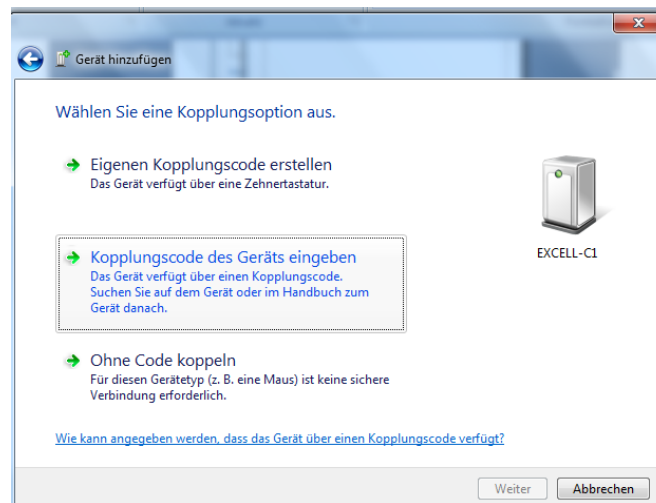 Gerät hinzufügen
Wählen Sie eine Kopplungsoption aus.
Eigenen Kopplungscode erstellen
Das Gerät verfügt über eine Zehnertastatur.
Kopplungscode des Geräts eingeben
Das Gerät verfügt über einen Kopplungscode.
Suchen Sie auf dem Gerät oder im Handbuch zum
Gerät danach.
EXCELL-C1
Ohne Code koppeln
Für diesen Gerätetyp (z. B. eine Maus) ist keine sichere
Verbindung erforderlich.
Wie kann angegeben werden, dass das Gerät über einen Kopplungscode verfügt?
Weiter
Abbrechen